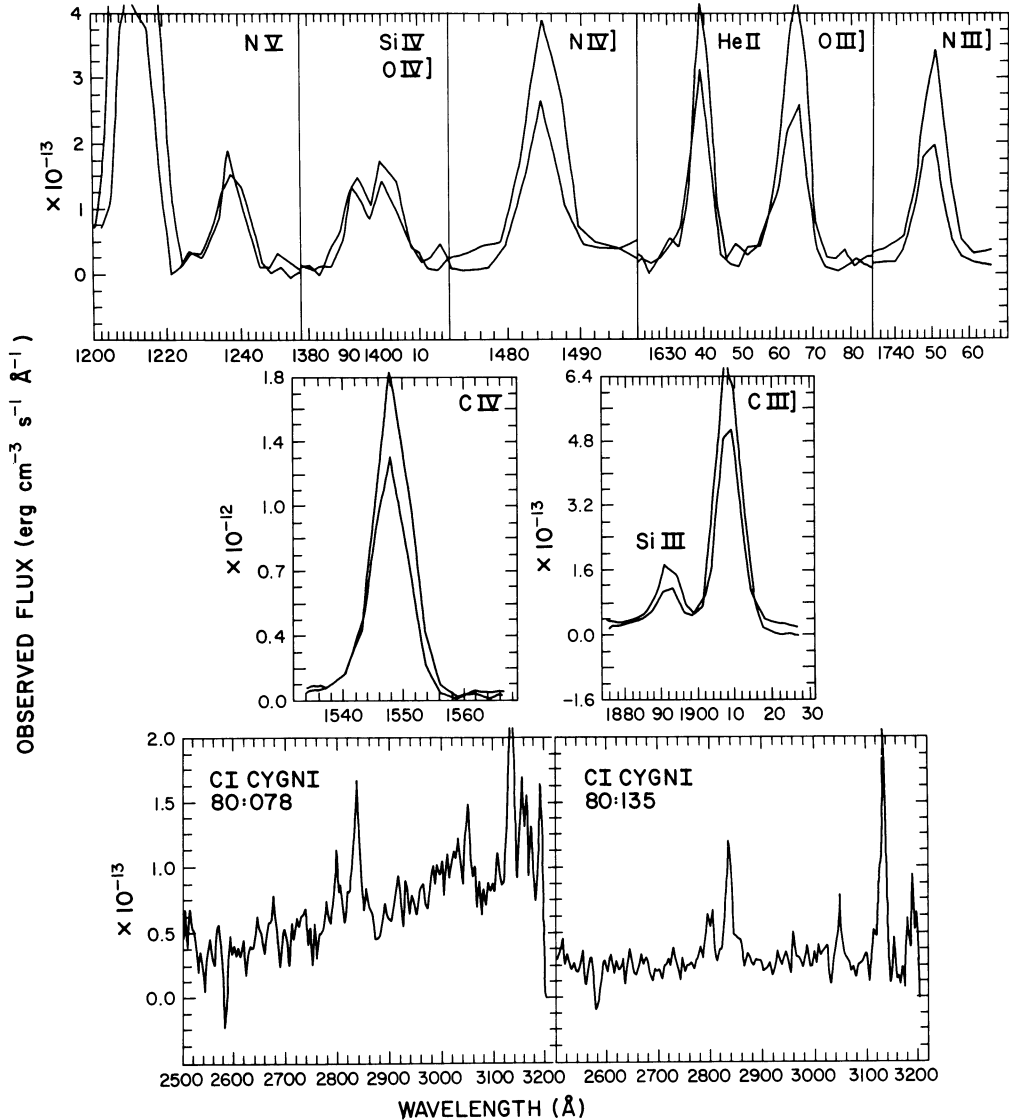 N V
Si IV
O IV]
N IV]
He II
O III]
N III]
4
3
2
1
0
× 10⁻¹³
1200 1220 1240 1380 90 1400 10 1480 1490 1630 40 50 60 70 80 1740 50 60
OBSERVED FLUX (erg cm⁻³ s⁻¹ Å⁻¹)
C IV
1.8
1.4
1.0
0.7
0.4
0.0
× 10⁻¹²
1540 1550 1560
C III]
Si III
6.4
4.8
3.2
1.6
0.0
-1.6
× 10⁻¹³
1880 90 1900 10 20 30
CI CYGNI
80:078
2.0
1.5
1.0
0.5
0.0
× 10⁻¹³
2500 2600 2700 2800 2900 3000 3100 3200
CI CYGNI
80:135
2600 2700 2800 2900 3000 3100 3200
WAVELENGTH (Å)